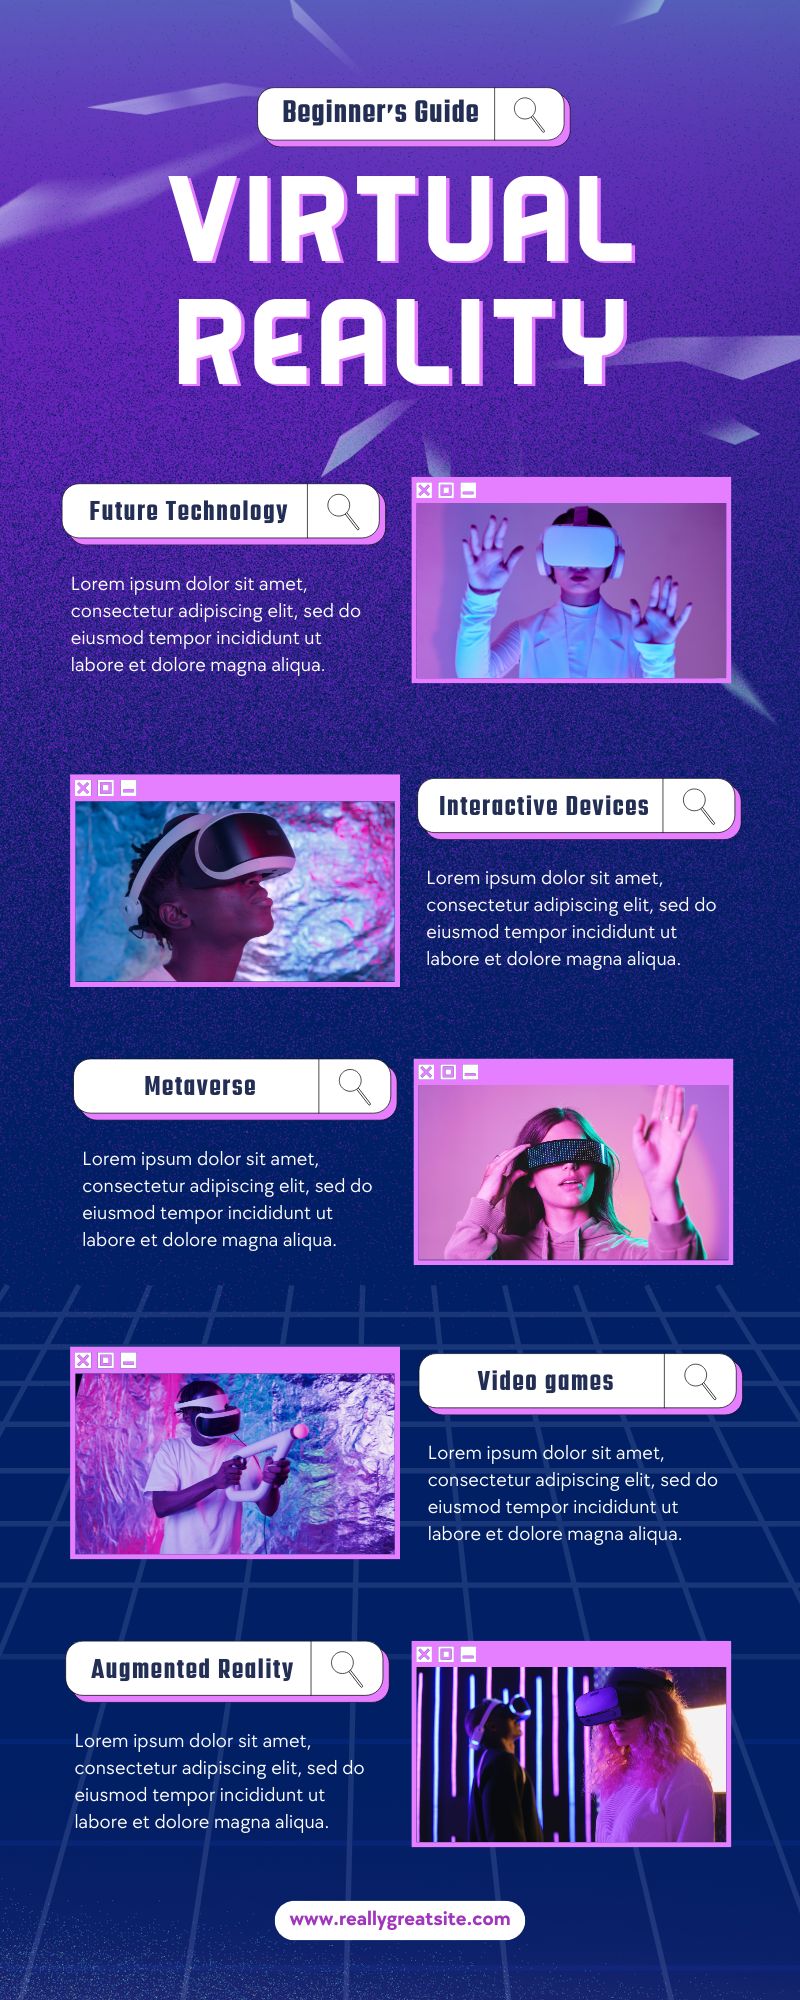 Beginner's Guide
VIRTUAL
REALITY
Future Technology
Lorem ipsum dolor sit amet,
consectetur adipiscing elit, sed do
eiusmod tempor incididunt ut
labore et dolore magna aliqua.
Interactive Devices
Lorem ipsum dolor sit amet,
consectetur adipiscing elit, sed do
eiusmod tempor incididunt ut
labore et dolore magna aliqua.
Metaverse
Lorem ipsum dolor sit amet,
consectetur adipiscing elit, sed do
eiusmod tempor incididunt ut
labore et dolore magna aliqua.
Video games
Lorem ipsum dolor sit amet,
consectetur adipiscing elit, sed do
eiusmod tempor incididunt ut
labore et dolore magna aliqua.
Augmented Reality
Lorem ipsum dolor sit amet,
consectetur adipiscing elit, sed do
eiusmod tempor incididunt ut
labore et dolore magna aliqua.
www.reallygreatsite.com